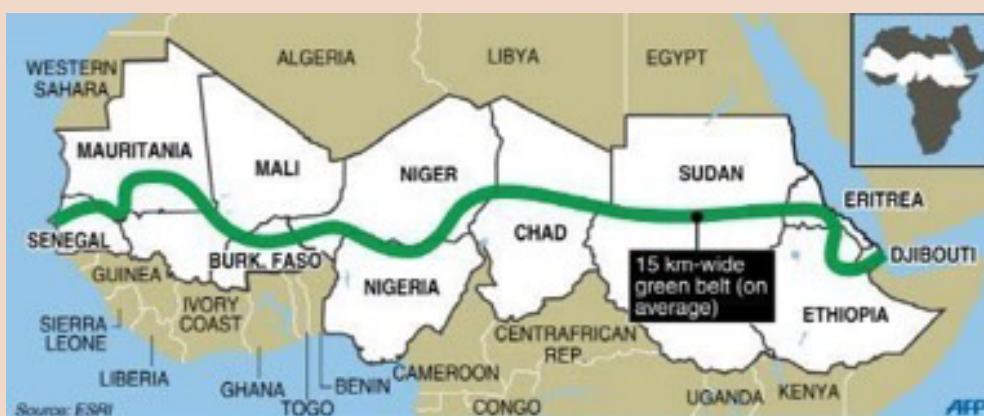 ALGERIA
LIBYA
EGYPT
WESTERN
SAHARA
MAURITANIA
MALI
NIGER
SUDAN
ERITREA
CHAD
SENEGAL
BURK. FASO
DJIBOUTI
GUINEA
NIGERIA
15 km-wide
green belt (on
average)
IVORY
COAST
ETHIOPIA
SIERRA
LEONE
CENTRAFRICAN
REP.
LIBERIA
GHANA
BENIN
CAMEROON
TOGO
CONGO
UGANDA
KENYA
Source: ESRI
AFP